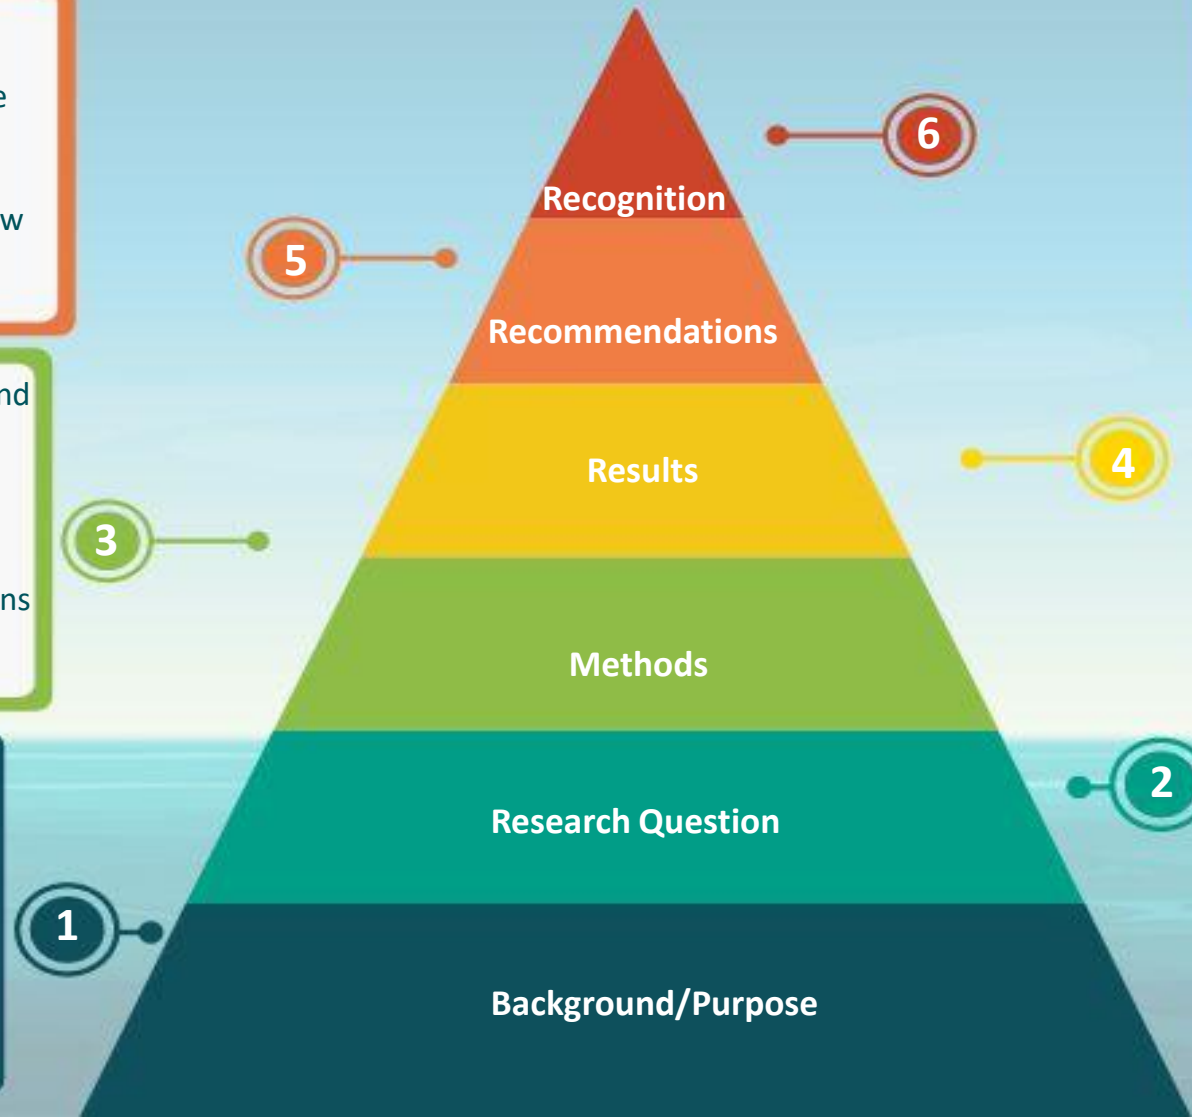 6
Recognition
5
Recommendations
Results
4
3
Methods
2
Research Question
1
Background/Purpose